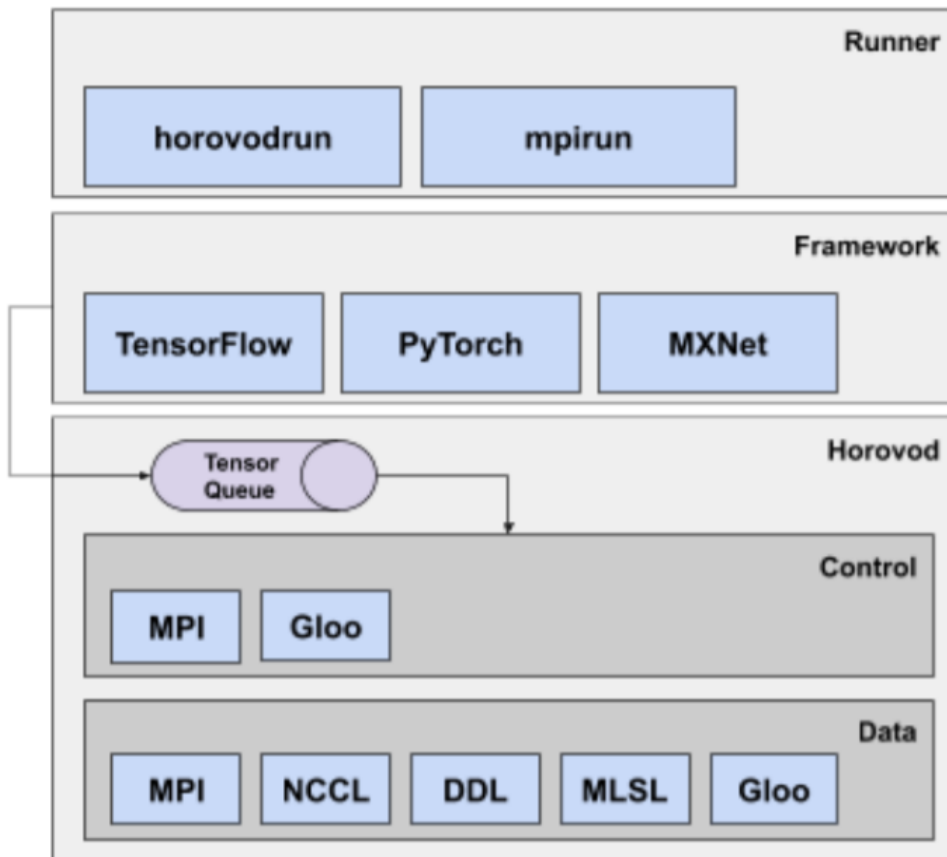 Runner
horovodrun
mpirun
Framework
TensorFlow
PyTorch
MXNet
Horovod
Tensor
Queue
Control
MPI
Gloo
Data
MPI
NCCL
DDL
MLSL
Gloo